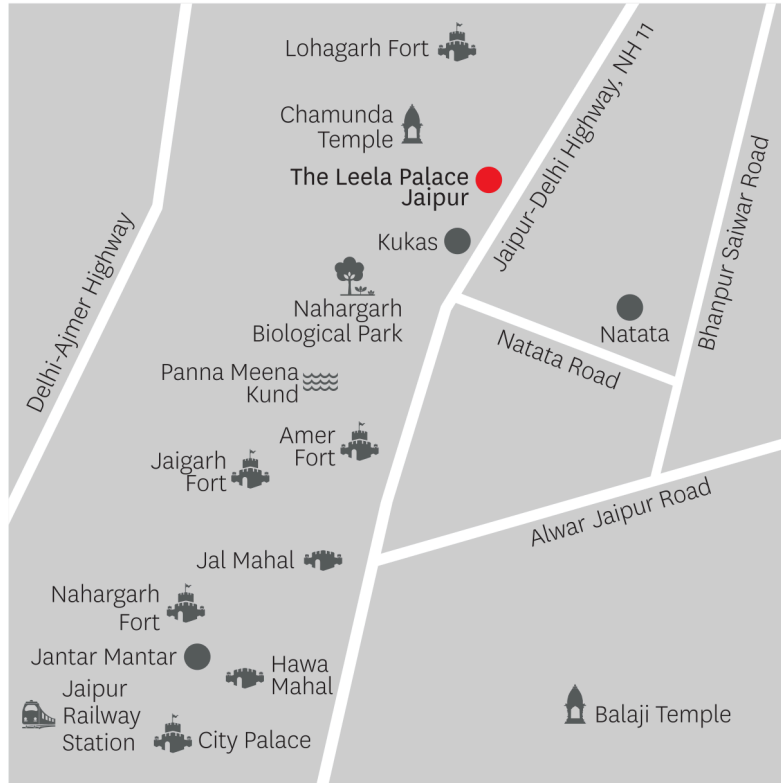 Lohagarh Fort
Chamunda
Temple
The Leela Palace
Jaipur
Jaipur-Delhi Highway, NH 11
Bhanpur Saiwar Road
Delhi-Ajmer Highway
Kukas
Nahargarh
Biological Park
Natata
Natata Road
Panna Meena
Kund
Amer
Fort
Jaigarh
Fort
Alwar Jaipur Road
Jal Mahal
Nahargarh
Fort
Jantar Mantar
Hawa
Mahal
Jaipur
Railway
Station
City Palace
Balaji Temple